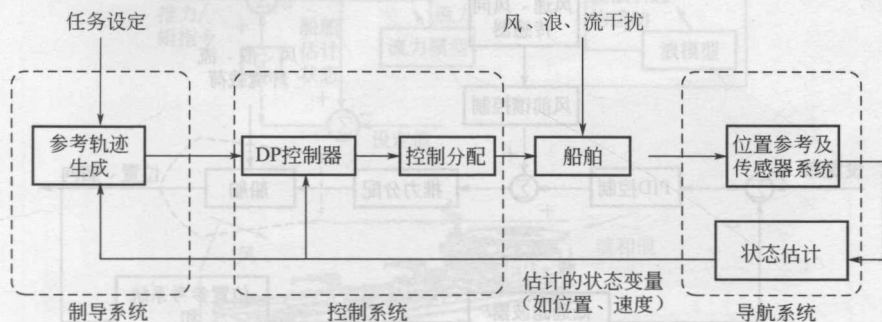 任务设定
风、浪、流干扰
参考轨迹
生成
DP控制器
控制分配
船舶
位置参考及
传感器系统
状态估计
估计的状态变量
（如位置、速度）
制导系统
控制系统
导航系统